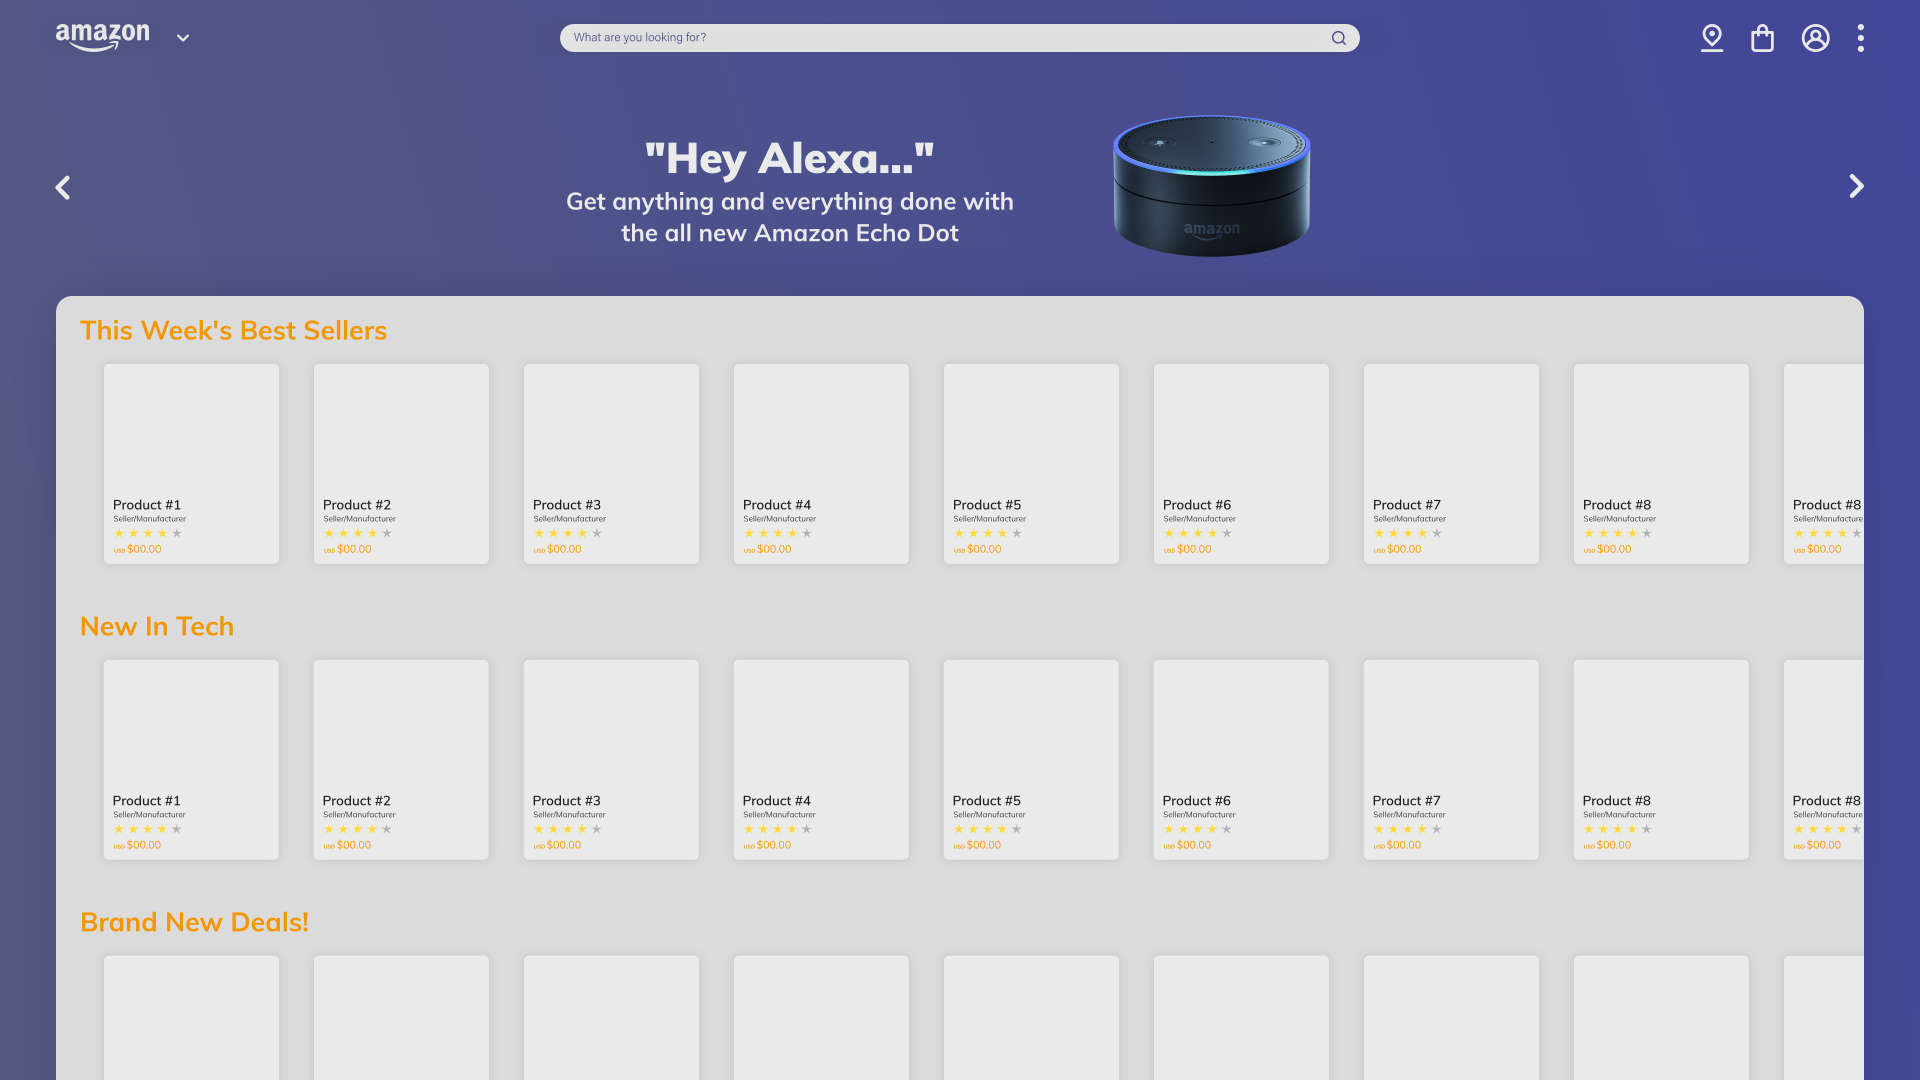 amazon
What are you looking for?
"Hey Alexa..."
Get anything and everything done with
the all new Amazon Echo Dot
amazon
This Week's Best Sellers
Product #1 Product #2 Product #3 Product #4 Product #5 Product #6 Product #7 Product #8 Product #8
Seller/Manufacturer Seller/Manufacturer Seller/Manufacturer Seller/Manufacturer Seller/Manufacturer Seller/Manufacturer Seller/Manufacturer Seller/Manufacturer Seller/Manufacture
USD $00.00 USD $00.00 USD $00.00 USD $00.00 USD $00.00 USD $00.00 USD $00.00 USD $00.00 USD $00.00
New In Tech
Product #1 Product #2 Product #3 Product #4 Product #5 Product #6 Product #7 Product #8 Product #8
Seller/Manufacturer Seller/Manufacturer Seller/Manufacturer Seller/Manufacturer Seller/Manufacturer Seller/Manufacturer Seller/Manufacturer Seller/Manufacturer Seller/Manufacture
USD $00.00 USD $00.00 USD $00.00 USD $00.00 USD $00.00 USD $00.00 USD $00.00 USD $00.00 USD $00.00
Brand New Deals!